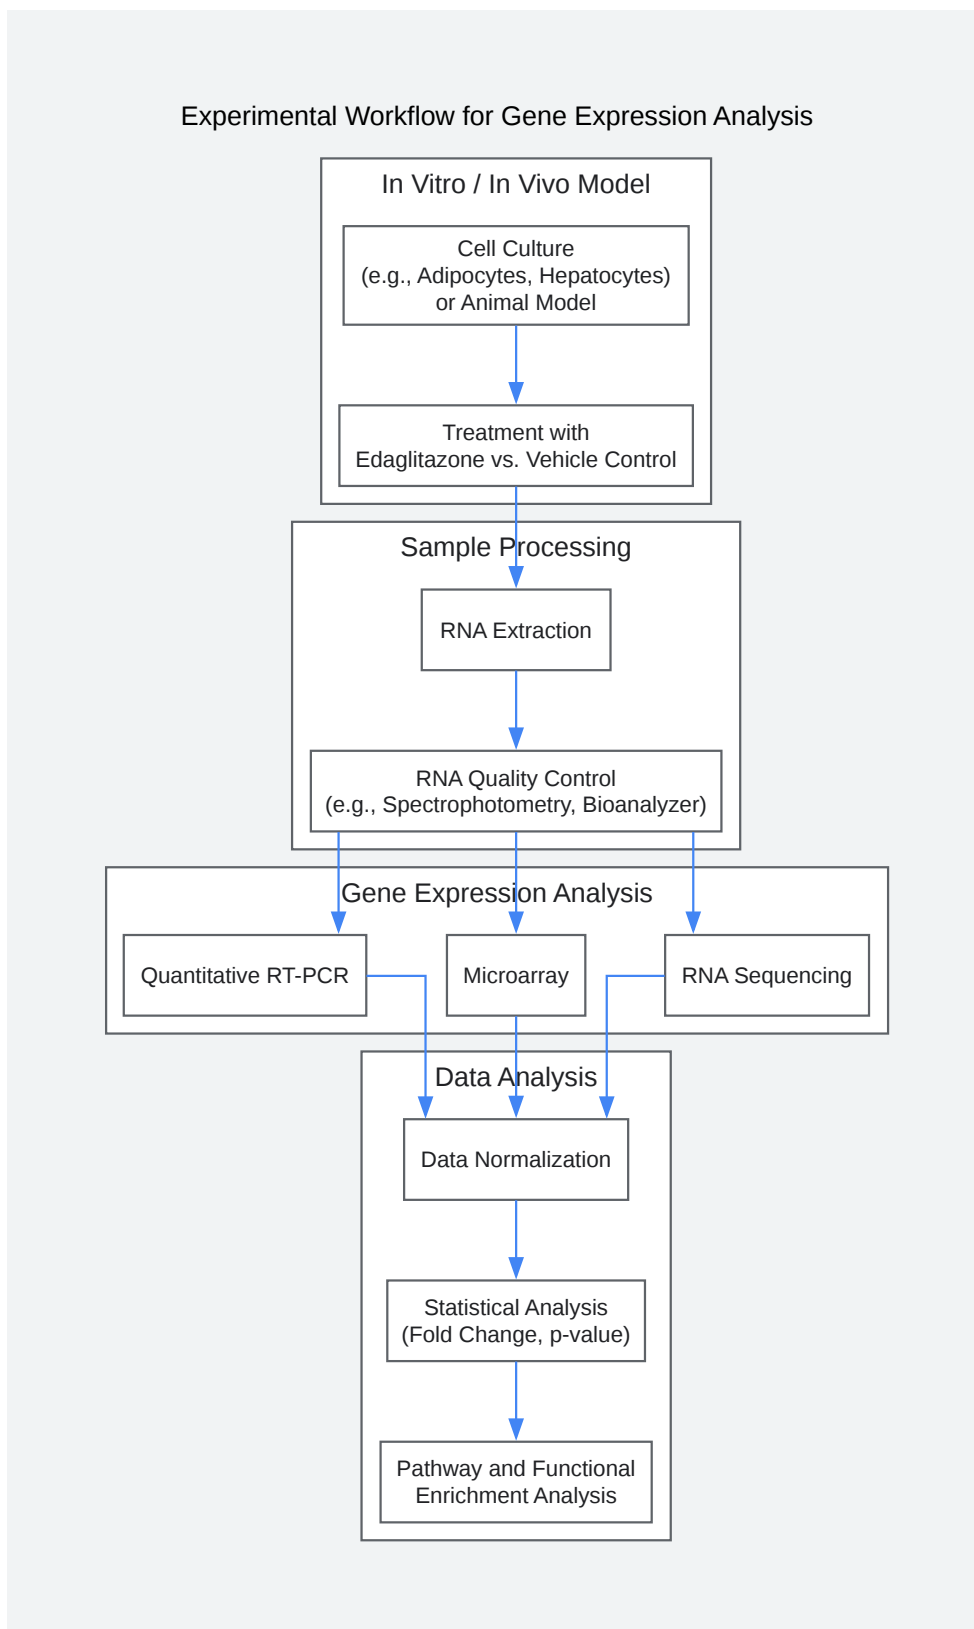 Experimental Workflow for Gene Expression Analysis
In Vitro / In Vivo Model
Cell Culture
(e.g., Adipocytes, Hepatocytes)
or Animal Model
Treatment with
Edaglitazone vs. Vehicle Control
Sample Processing
RNA Extraction
RNA Quality Control
(e.g., Spectrophotometry, Bioanalyzer)
Gene Expression Analysis
Quantitative RT-PCR
Microarray
RNA Sequencing
Data Analysis
Data Normalization
Statistical Analysis
(Fold Change, p-value)
Pathway and Functional
Enrichment Analysis